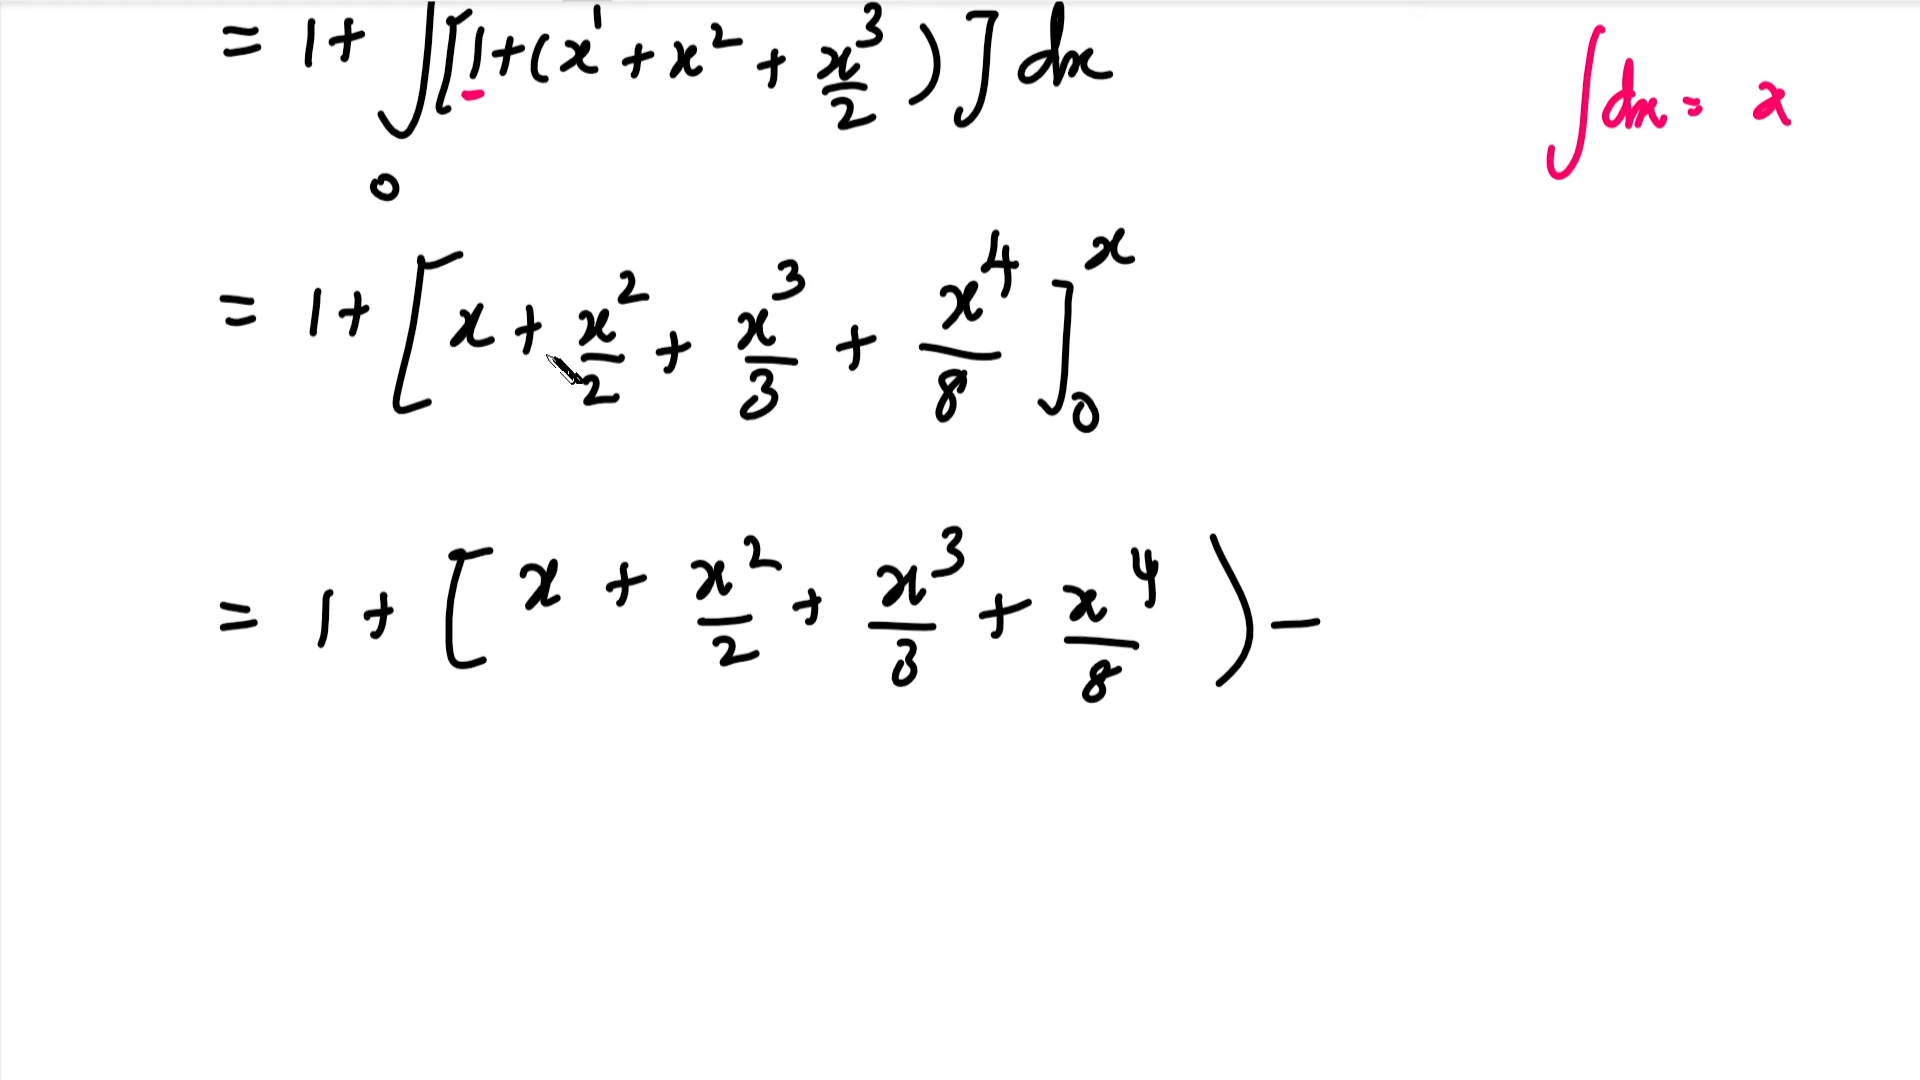 = 1 + ∫₀ [1 + (x¹ + x² + x³/2)] dx
∫dx = x
= 1 + [x + x²/2 + x³/3 + x⁴/8]₀ˣ
= 1 + [x + x²/2 + x³/3 + x⁴/8) −